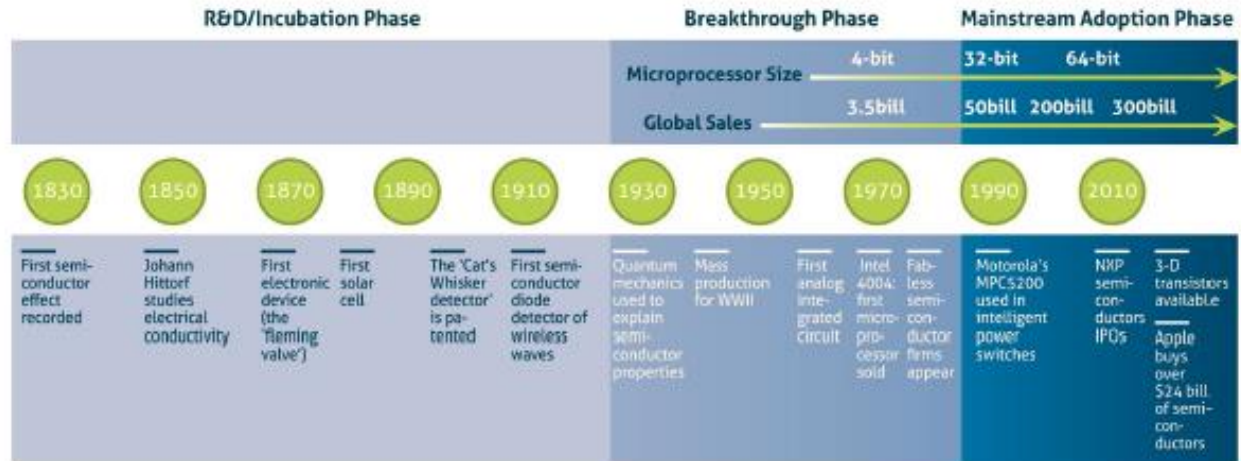 R&D/Incubation Phase
Breakthrough Phase
Mainstream Adoption Phase
Microprocessor Size
4-bit
32-bit
64-bit
Global Sales
3.5bill
50bill
200bill
300bill
1830
1850
1870
1890
1910
1930
1950
1970
1990
2010
First semi-
conductor
effect
recorded
Johann
Hittorf
studies
electrical
conductivity
First
electronic
device
(the
'fleming
valve')
First
solar
cell
The 'Cat's
Whisker
detector'
is pa-
tented
First semi-
conductor
diode
detector of
wireless
waves
Quantum
mechanics
used to
explain
semi-
conductor
properties
Mass
production
for WWII
First
analog
inte-
grated
circuit
Intel
4004:
first
micro-
pro-
cessor
sold
Fab-
less
semi-
con-
ductor
firms
appear
Motorola's
MPC5200
used in
intelligent
power
switches
NXP
semi-
con-
ductors
IPOs
3-D
transistors
available
Apple
buys
over
$24 bill.
of semi-
con-
ductors